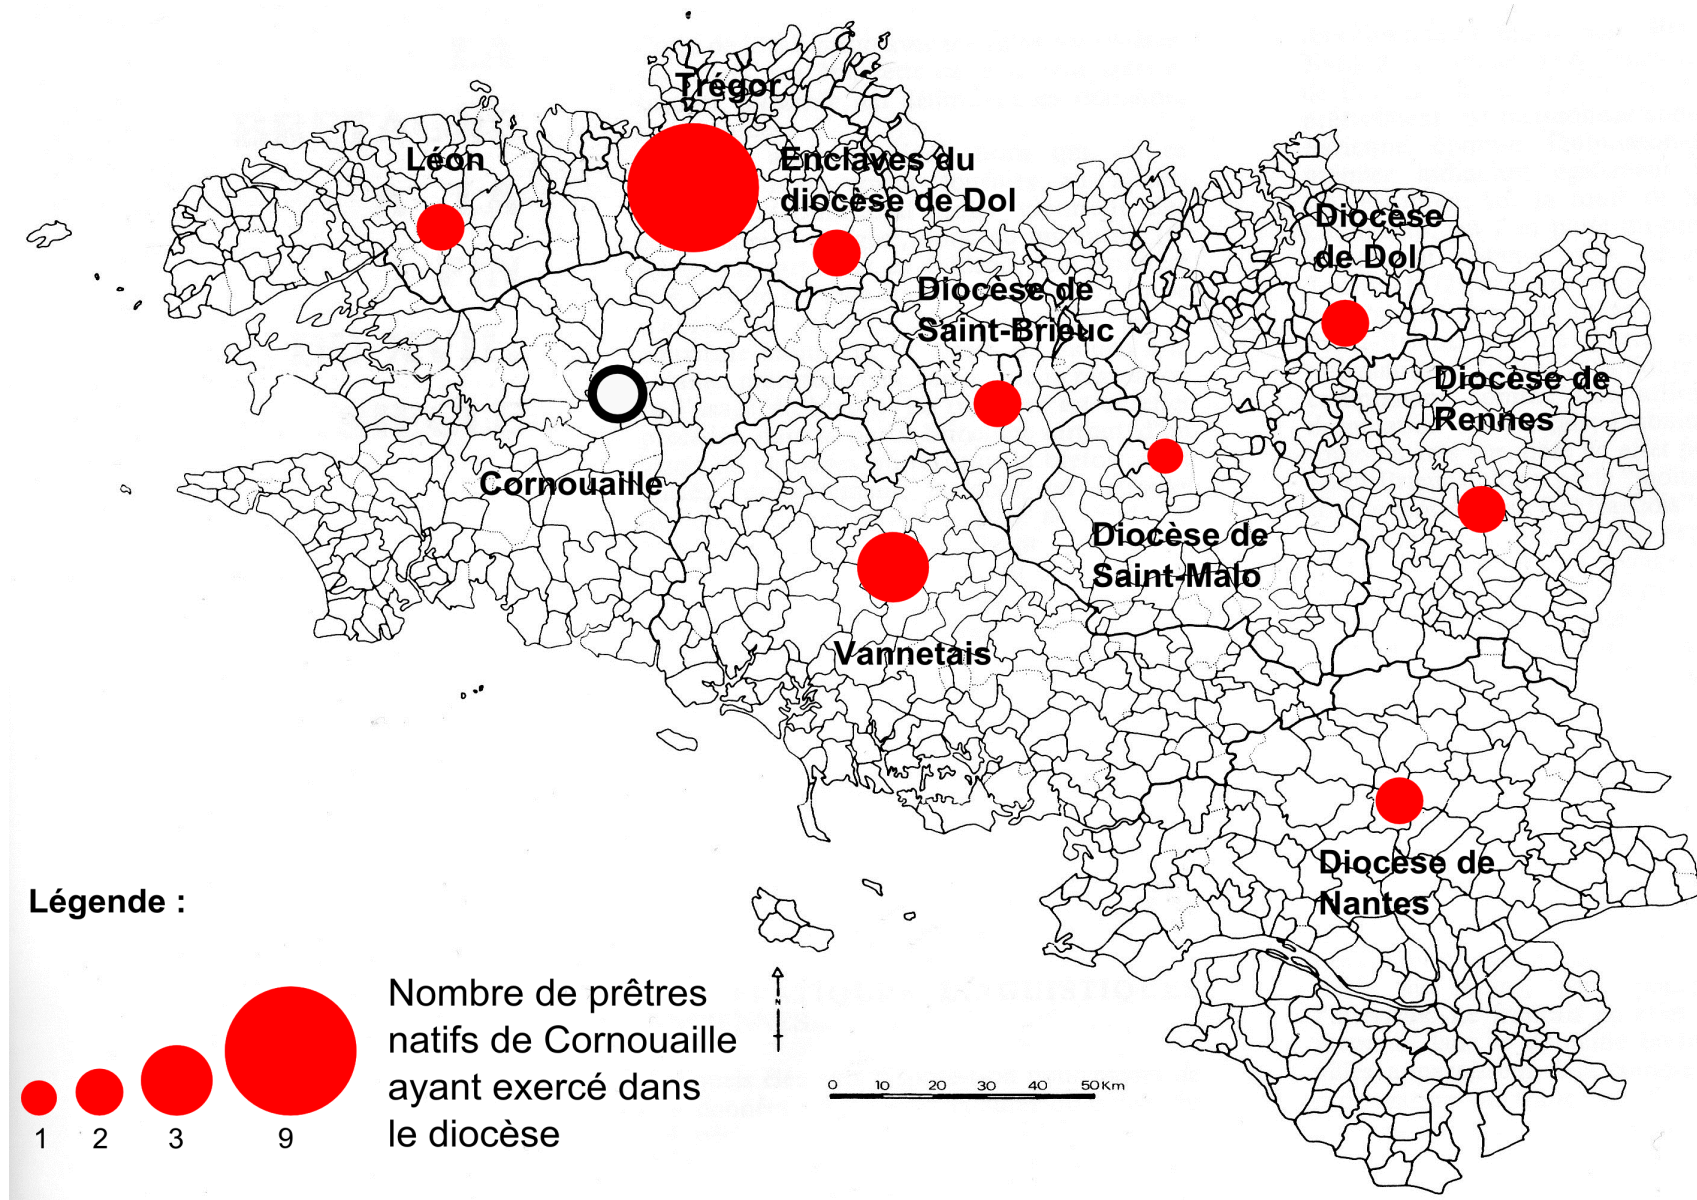 Trégor
Léon
Enclaves du
diocèse de Dol
Diocèse
de Dol
Diocèse de
Saint-Brieuc
Diocèse de
Rennes
Cornouaille
Diocèse de
Saint-Malo
Vannetais
Diocèse de
Nantes
Légende :
Nombre de prêtres
natifs de Cornouaille
ayant exercé dans
le diocèse
1 2 3 9
N
0 10 20 30 40 50 Km